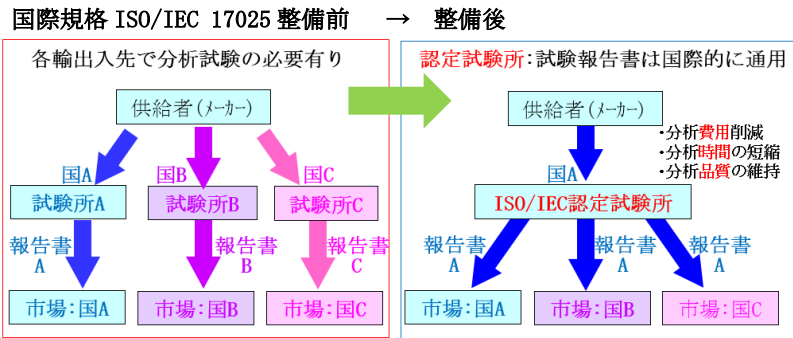 国際規格 ISO/IEC 17025 整備前 → 整備後
各輸出入先で分析試験の必要有り
供給者(ﾒｰｶｰ)
国A
国B
国C
試験所A
試験所B
試験所C
報告書
A
報告書
B
報告書
C
市場:国A
市場:国B
市場:国C
認定試験所:試験報告書は国際的に通用
供給者(ﾒｰｶｰ)
・分析費用削減
・分析時間の短縮
・分析品質の維持
国A
ISO/IEC認定試験所
報告書
A
報告書
A
報告書
A
市場:国A
市場:国B
市場:国C